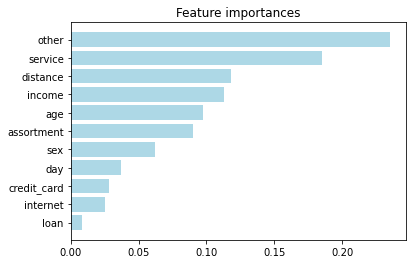 Feature importances
other
service
distance
income
age
assortment
sex
day
credit_card
internet
loan
0.00 0.05 0.10 0.15 0.20